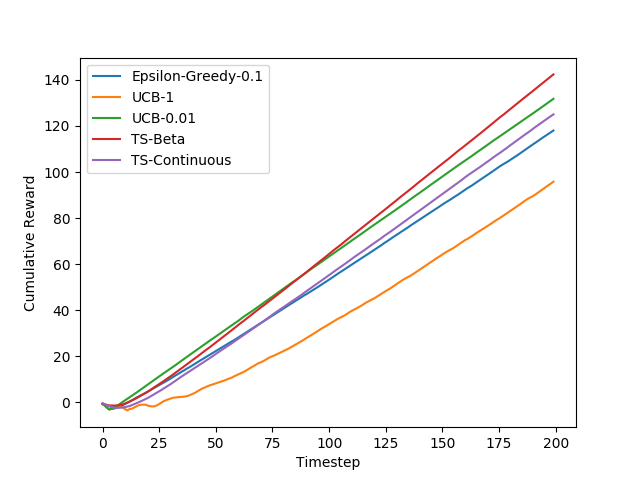 Epsilon-Greedy-0.1
UCB-1
UCB-0.01
TS-Beta
TS-Continuous
140
120
100
80
60
40
20
0
Cumulative Reward
0 25 50 75 100 125 150 175 200
Timestep